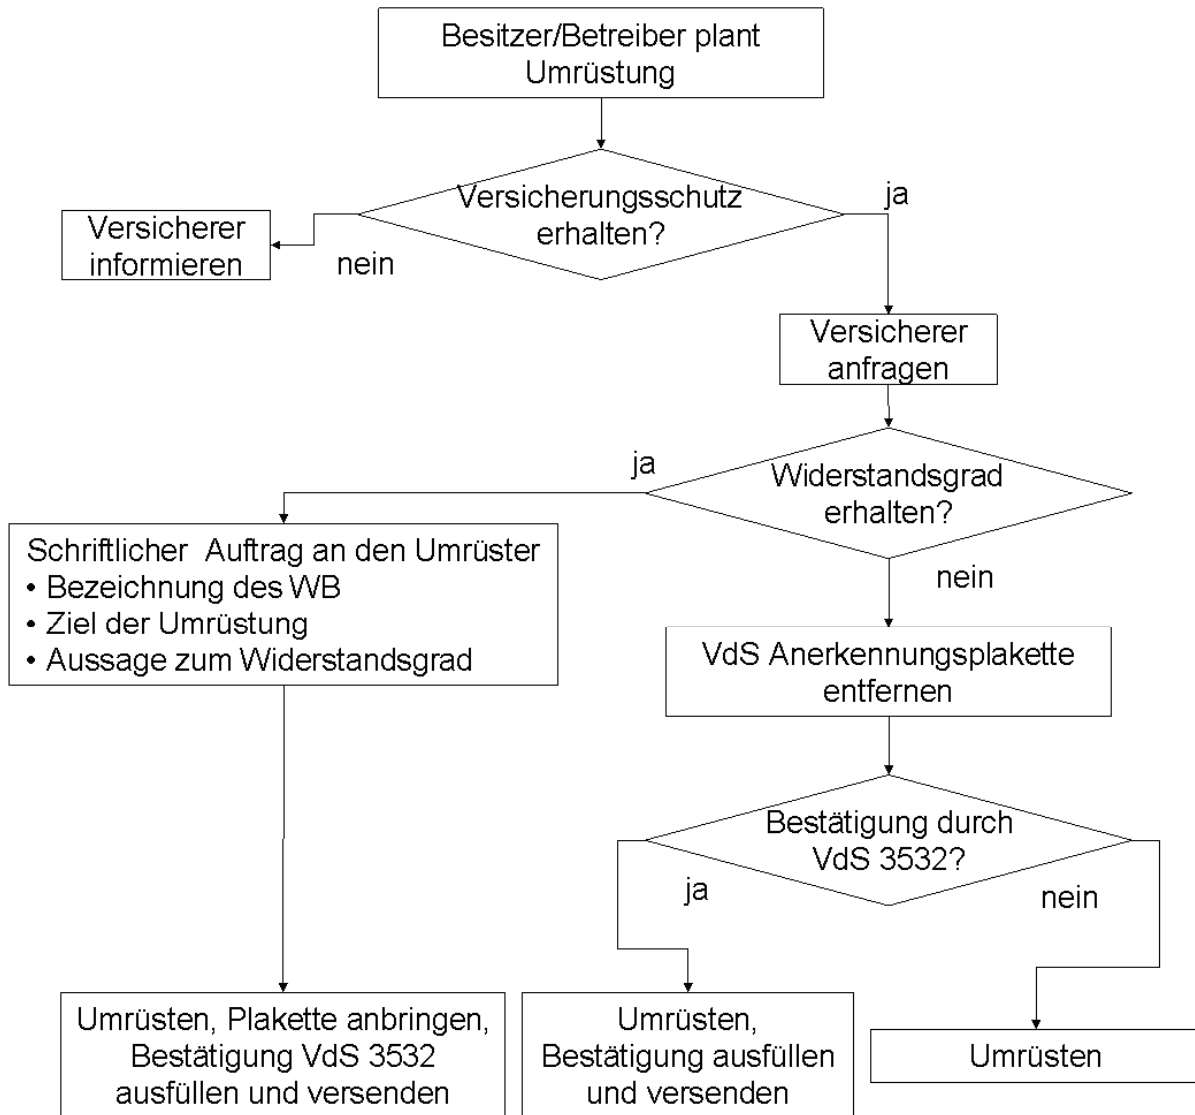 Besitzer/Betreiber plant
Umrüstung
Versicherungsschutz
erhalten?
ja
Versicherer
informieren
nein
Versicherer
anfragen
ja
Widerstandsgrad
erhalten?
Schriftlicher Auftrag an den Umrüster
• Bezeichnung des WB
• Ziel der Umrüstung
• Aussage zum Widerstandsgrad
nein
VdS Anerkennungsplakette
entfernen
Bestätigung durch
VdS 3532?
ja
nein
Umrüsten, Plakette anbringen,
Bestätigung VdS 3532
ausfüllen und versenden
Umrüsten,
Bestätigung ausfüllen
und versenden
Umrüsten